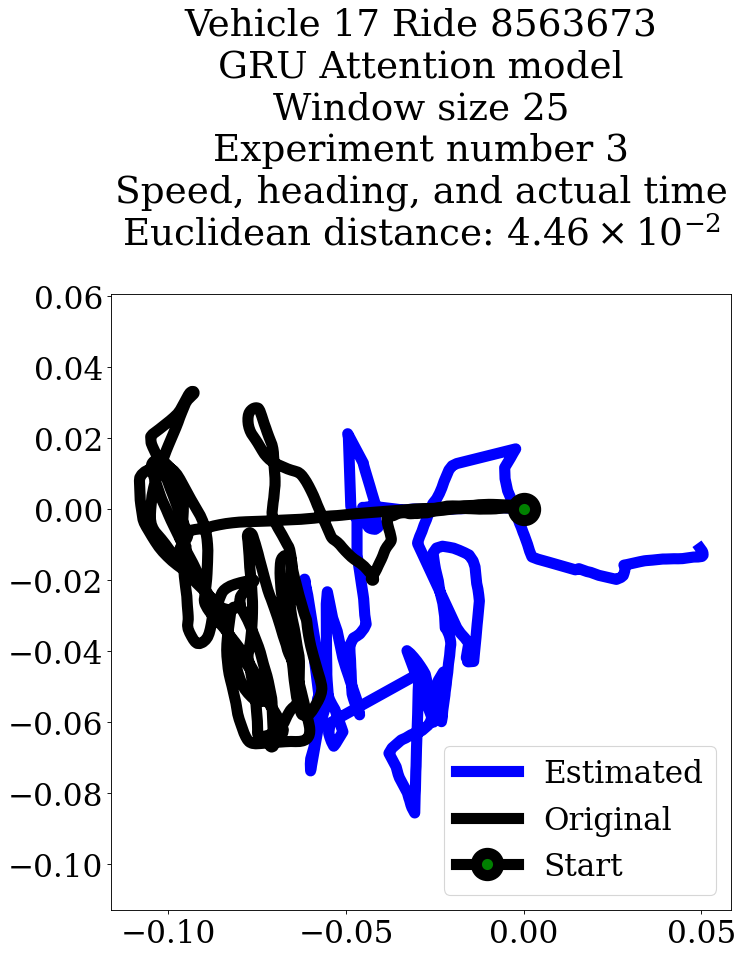 Vehicle 17 Ride 8563673
GRU Attention model
Window size 25
Experiment number 3
Speed, heading, and actual time
Euclidean distance: 4.46 × 10⁻²
0.06
0.04
0.02
0.00
−0.02
−0.04
−0.06
−0.08
−0.10
Estimated
Original
Start
−0.10 −0.05 0.00 0.05